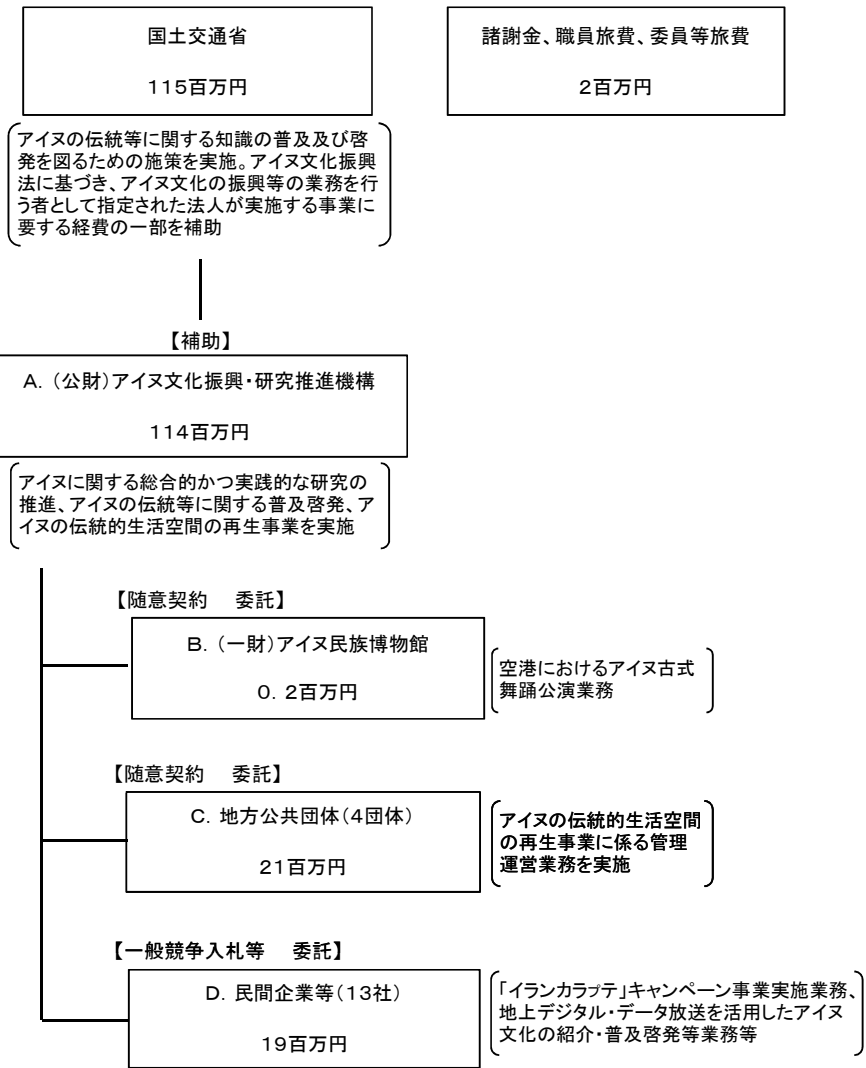 国土交通省
115百万円
諸謝金、職員旅費、委員等旅費
2百万円
アイヌの伝統等に関する知識の普及及び啓
発を図るための施策を実施。アイヌ文化振興
法に基づき、アイヌ文化の振興等の業務を行
う者として指定された法人が実施する事業に
要する経費の一部を補助
【補助】
A.（公財）アイヌ文化振興・研究推進機構
114百万円
アイヌに関する総合的かつ実践的な研究の
推進、アイヌの伝統等に関する普及啓発、ア
イヌの伝統的生活空間の再生事業を実施
【随意契約　委託】
B.（一財）アイヌ民族博物館
0．2百万円
空港におけるアイヌ古式
舞踊公演業務
【随意契約　委託】
C. 地方公共団体（4団体）
21百万円
アイヌの伝統的生活空間
の再生事業に係る管理
運営業務を実施
【一般競争入札等　委託】
D. 民間企業等（13社）
19百万円
「イランカラㇷ゚テ」キャンペーン事業実施業務、
地上デジタル・データ放送を活用したアイヌ
文化の紹介・普及啓発等業務等